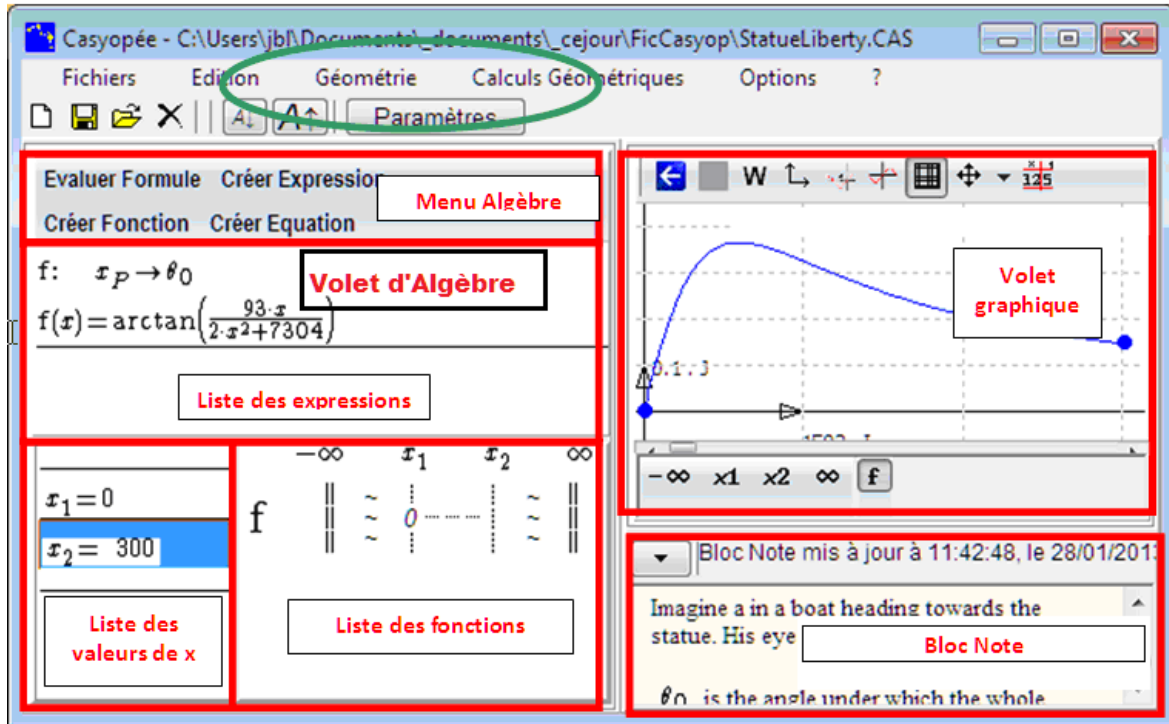 Casyopée - C:\Users\jbl\Documents\_documents\_cejour\FicCasyop\StatueLiberty.CAS
Fichiers Edition Géométrie Calculs Géométriques Options ?
A↓ A↑ Paramètres
Evaluer Formule Créer Expression
Menu Algèbre
Créer Fonction Créer Equation
f: x_P → θ_0
Volet d'Algèbre
f(x)=arctan(93·x/(2·x²+7304))
Liste des expressions
x_1=0
x_2= 300
Liste des
valeurs de x
−∞ x_1 x_2 ∞
f || ~ 0 ~ ||
Liste des fonctions
W 125
Volet
graphique
0.1.J
−∞ x1 x2 ∞ f
Bloc Note mis à jour à 11:42:48, le 28/01/201
Imagine a in a boat heading towards the
statue. His eye
Bloc Note
θ_0 is the angle under which the whole